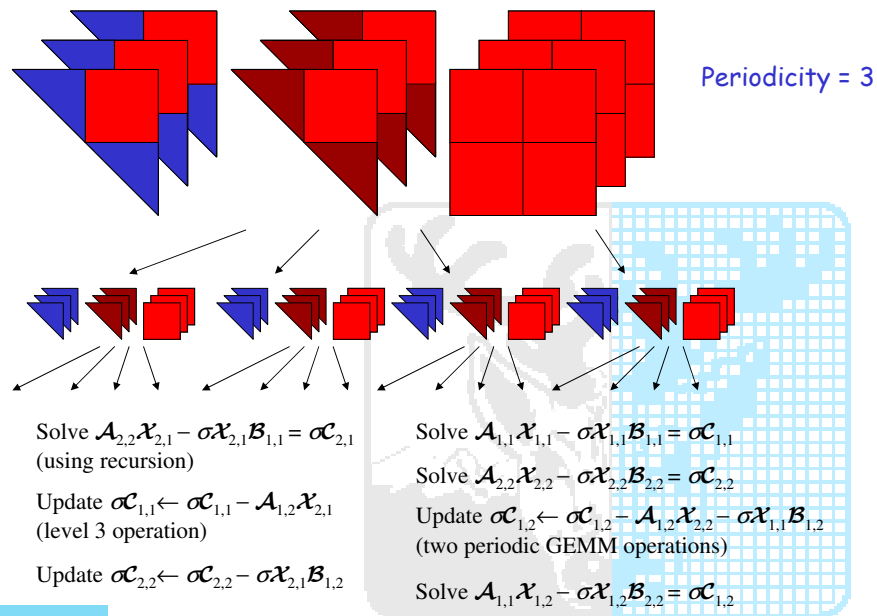 Periodicity = 3
Solve 𝓐₂,₂𝓧₂,₁ – σ𝓧₂,₁𝓑₁,₁ = σ𝓒₂,₁
(using recursion)
Update σ𝓒₁,₁ ← σ𝓒₁,₁ – 𝓐₁,₂𝓧₂,₁
(level 3 operation)
Update σ𝓒₂,₂ ← σ𝓒₂,₂ – σ𝓧₂,₁𝓑₁,₂
Solve 𝓐₁,₁𝓧₁,₁ – σ𝓧₁,₁𝓑₁,₁ = σ𝓒₁,₁
Solve 𝓐₂,₂𝓧₂,₂ – σ𝓧₂,₂𝓑₂,₂ = σ𝓒₂,₂
Update σ𝓒₁,₂ ← σ𝓒₁,₂ – 𝓐₁,₂𝓧₂,₂ – σ𝓧₁,₁𝓑₁,₂
(two periodic GEMM operations)
Solve 𝓐₁,₁𝓧₁,₂ – σ𝓧₁,₂𝓑₂,₂ = σ𝓒₁,₂